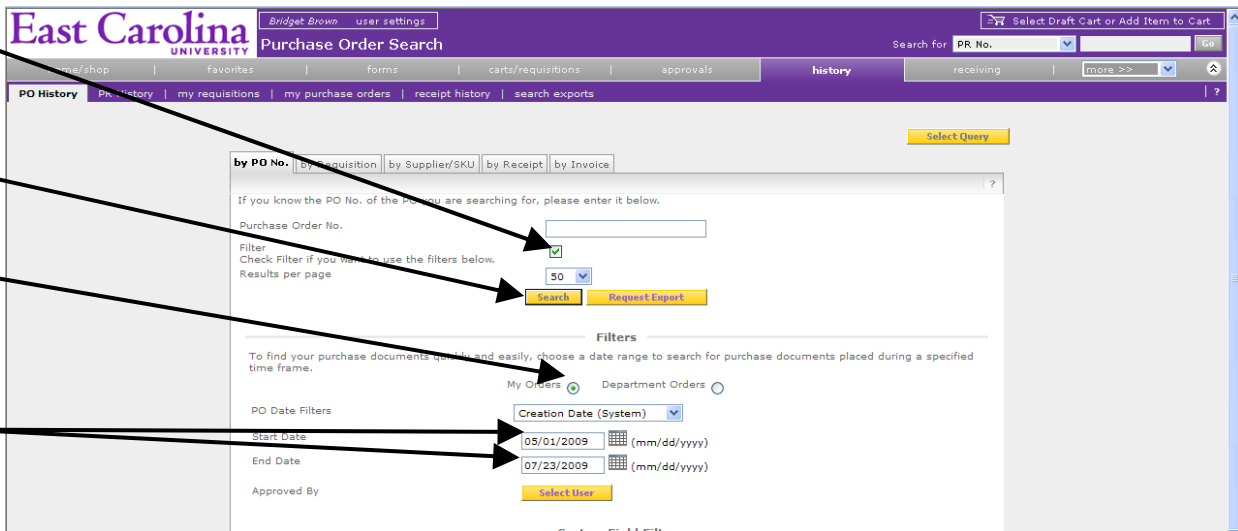 East Carolina
UNIVERSITY
Bridget Brown user settings
Select Draft Cart or Add Item to Cart
Purchase Order Search
Search for PR No. Go
home/shop | favorites | forms | carts/requisitions | approvals history receiving | more >>
PO History PR History | my requisitions | my purchase orders | receipt history | search exports | ?
Select Query
by PO No. by Requisition by Supplier/SKU by Receipt by Invoice
?
If you know the PO No. of the PO you are searching for, please enter it below.
Purchase Order No.
Filter
Check Filter if you want to use the filters below.
Results per page 50
Search Request Export
Filters
To find your purchase documents quickly and easily, choose a date range to search for purchase documents placed during a specified
time frame.
My Orders Department Orders
PO Date Filters Creation Date (System)
Start Date 05/01/2009 (mm/dd/yyyy)
End Date 07/23/2009 (mm/dd/yyyy)
Approved By Select User